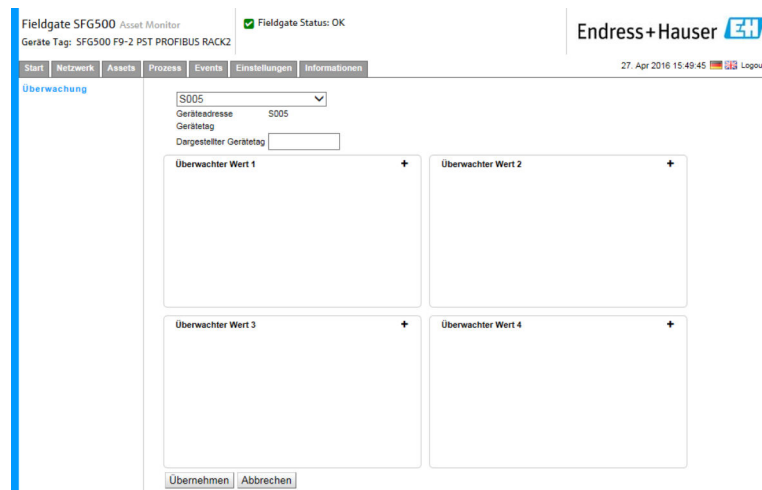 Fieldgate SFG500 Asset Monitor
Geräte Tag: SFG500 F9-2 PST PROFIBUS RACK2
Fieldgate Status: OK
Endress+Hauser EH
Start Netzwerk Assets Prozess Events Einstellungen Informationen
27. Apr 2016 15:49:45 Logou
Überwachung
S005
Geräteadresse S005
Gerätetag
Dargestellter Gerätetag
Überwachter Wert 1 +
Überwachter Wert 2 +
Überwachter Wert 3 +
Überwachter Wert 4 +
Übernehmen Abbrechen